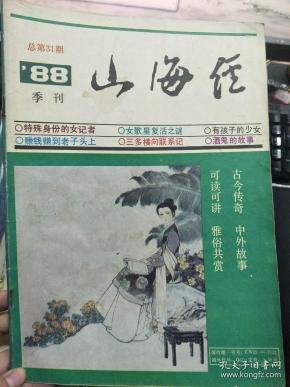 总第31期
'88
季刊
山海经
○特殊身份的女记者
○女歌星复活之谜
○有孩子的少女
○赚钱赚到老子头上
○三多横向联系记
○酒鬼的故事
古今传奇 中外故事
可读可讲 雅俗共赏